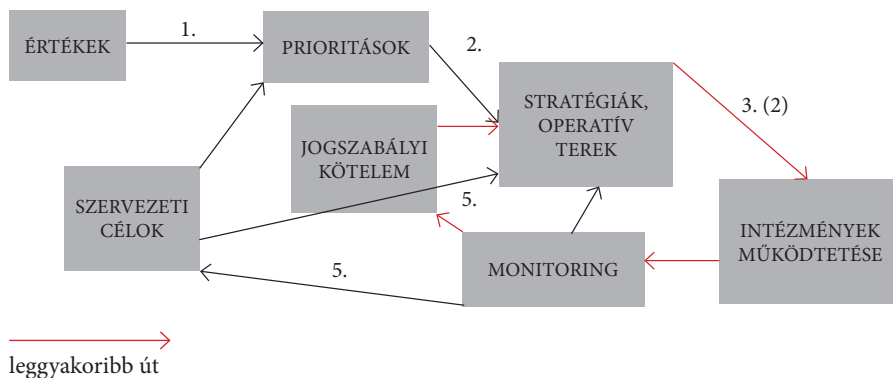 ÉRTÉKEK
1.
PRIORITÁSOK
2.
STRATÉGIÁK,
OPERATÍV
TEREK
3. (2)
JOGSZABÁLYI
KÖTELEM
SZERVEZETI
CÉLOK
5.
INTÉZMÉNYEK
MŰKÖDTETÉSE
MONITORING
5.
leggyakoribb út